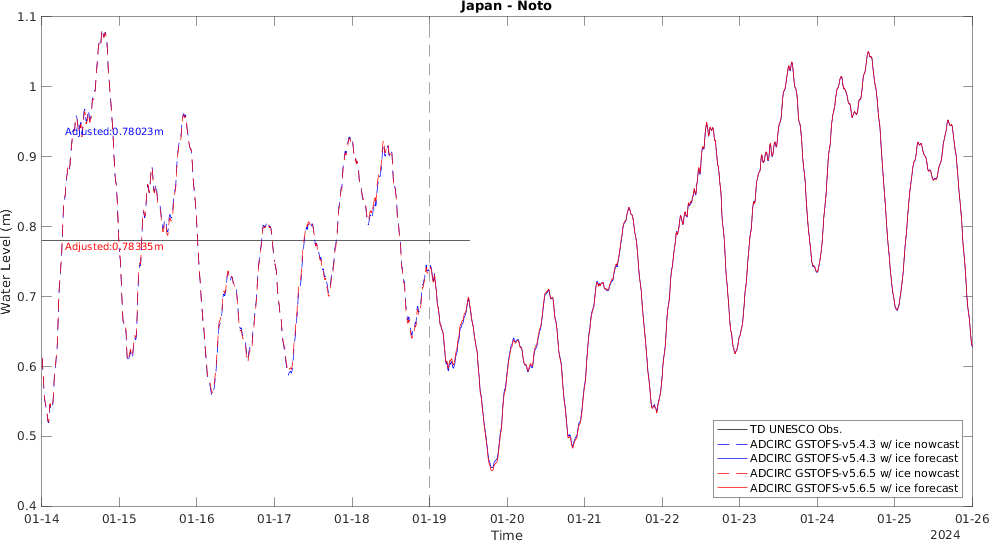 Japan - Noto
1.1
1
0.9
0.8
0.7
0.6
0.5
0.4
Water Level (m)
Adjusted:0.78023m
Adjusted:0.78335m
TD UNESCO Obs.
ADCIRC GSTOFS-v5.4.3 w/ ice nowcast
ADCIRC GSTOFS-v5.4.3 w/ ice forecast
ADCIRC GSTOFS-v5.6.5 w/ ice nowcast
ADCIRC GSTOFS-v5.6.5 w/ ice forecast
01-14 01-15 01-16 01-17 01-18 01-19 01-20 01-21 01-22 01-23 01-24 01-25 01-26
Time
2024